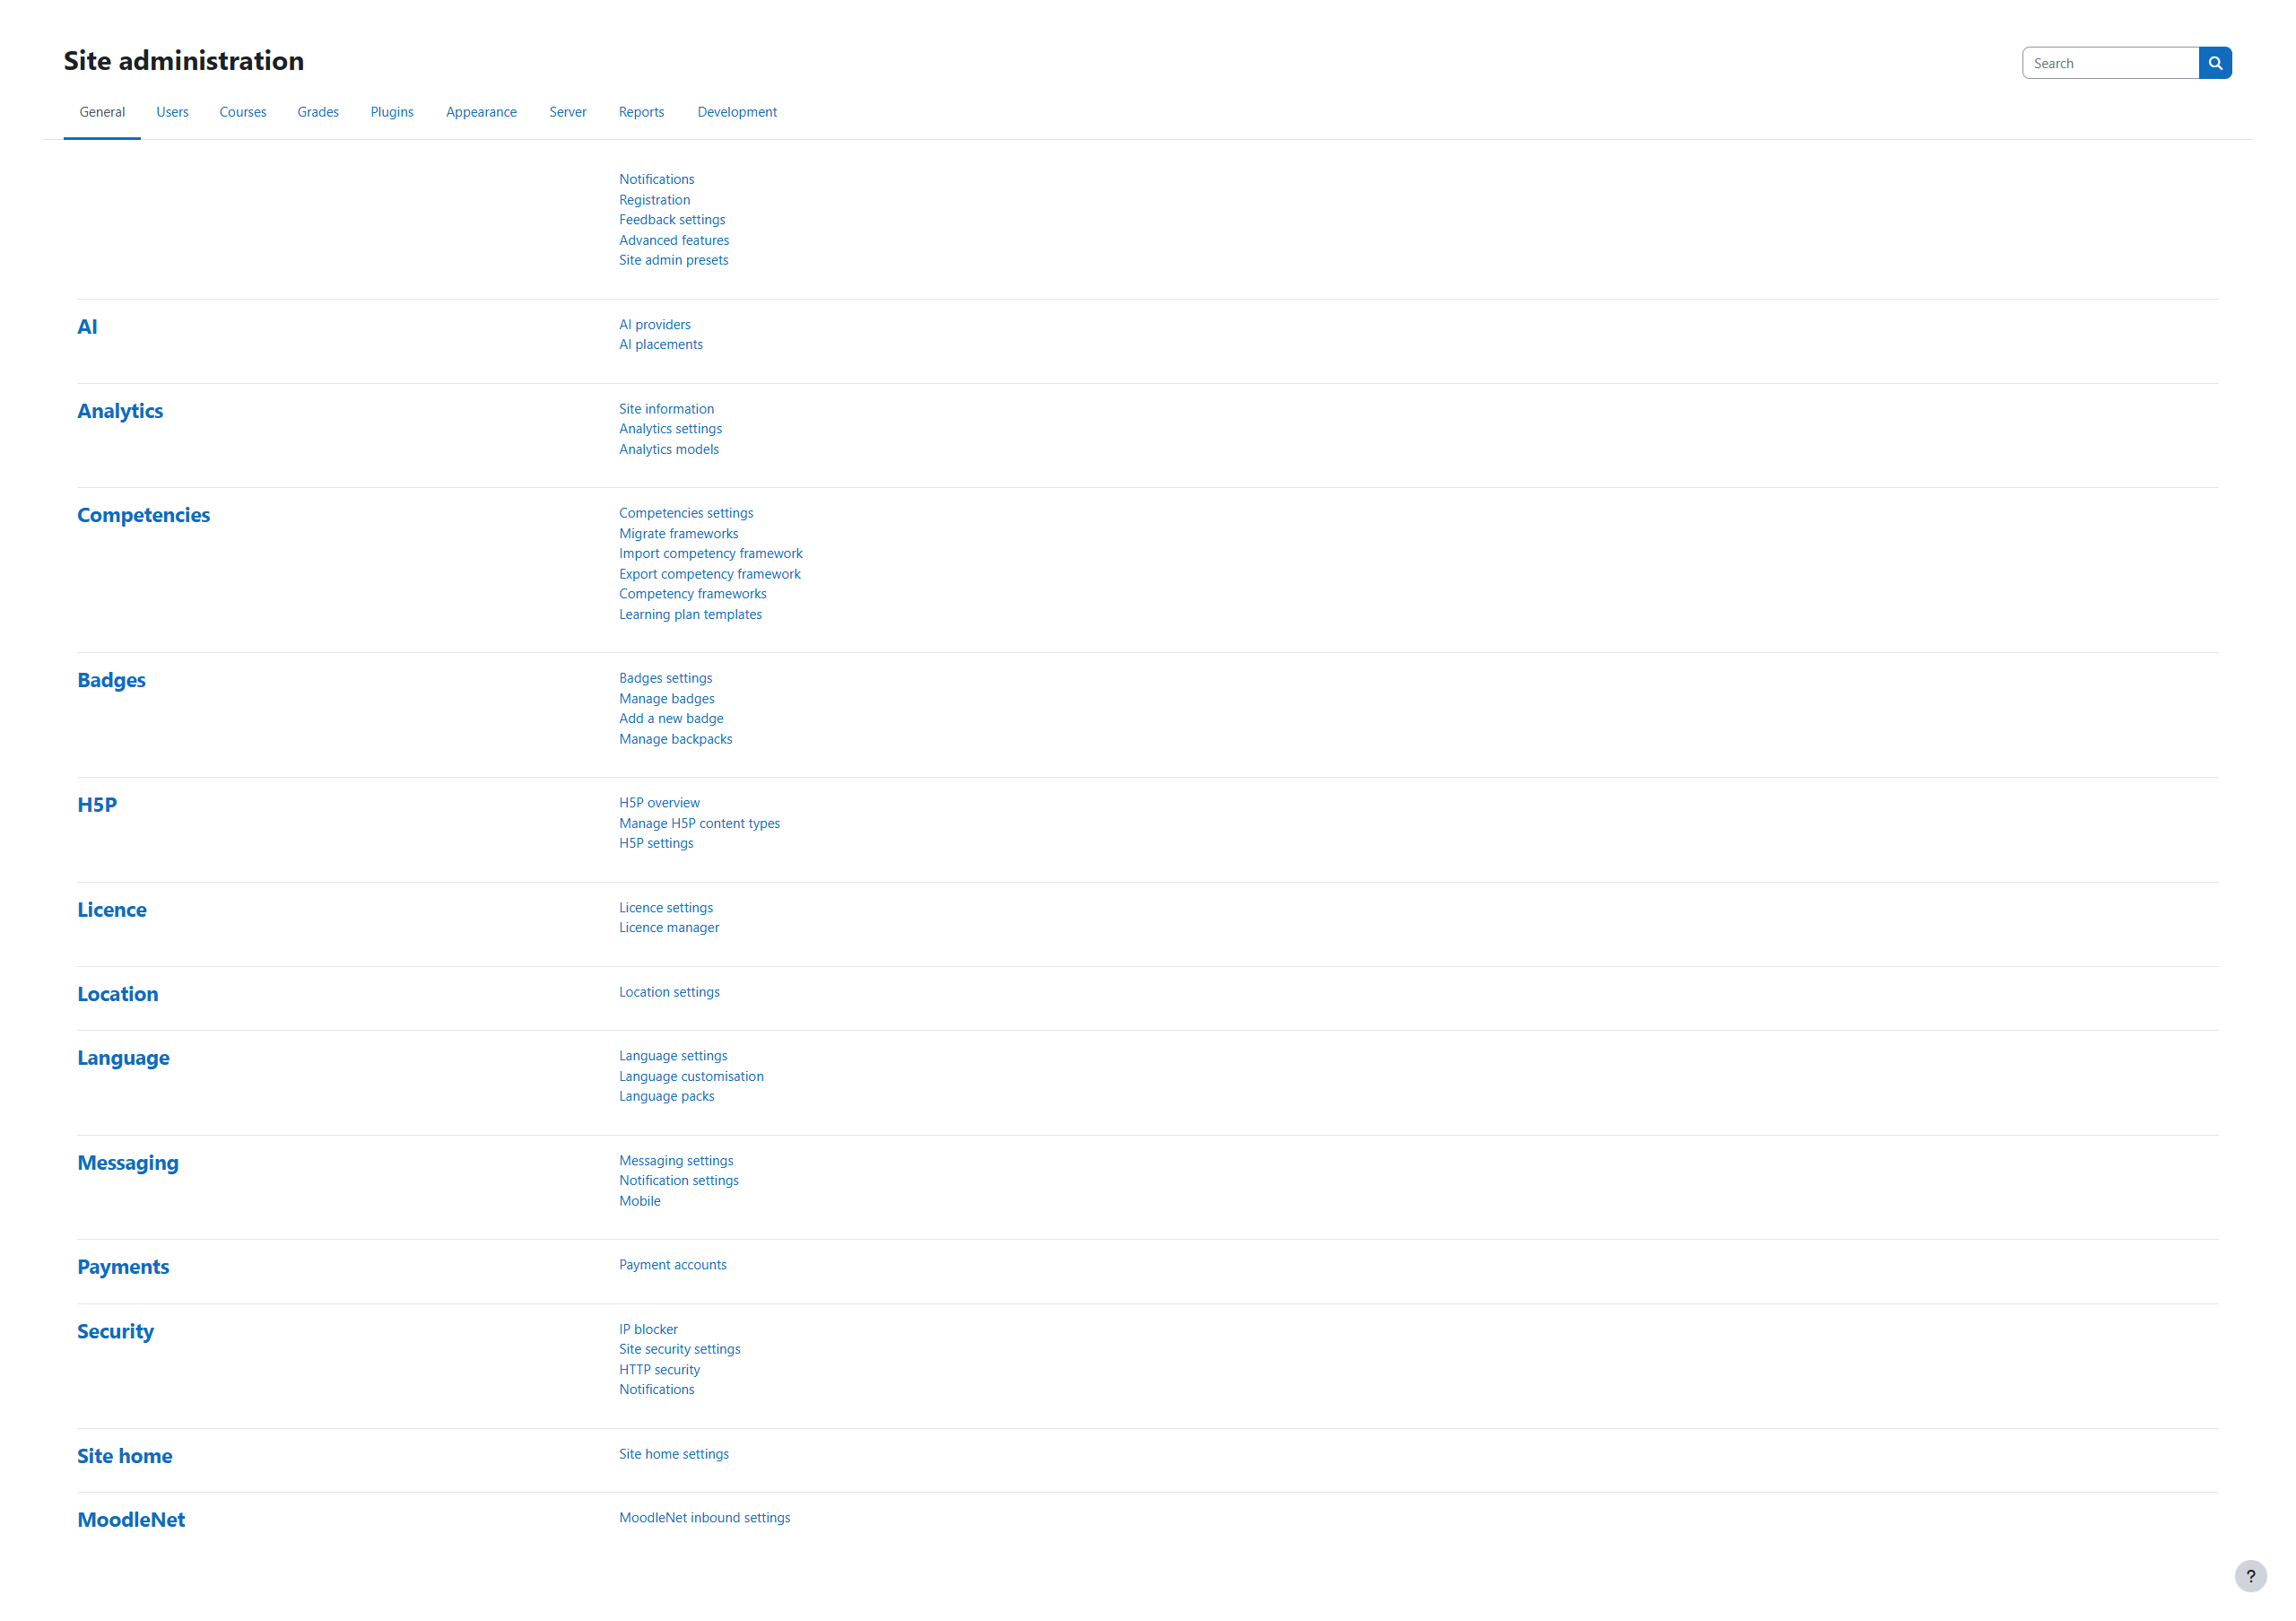 Site administration
Search
General Users Courses Grades Plugins Appearance Server Reports Development
Notifications
Registration
Feedback settings
Advanced features
Site admin presets
AI
AI providers
AI placements
Analytics
Site information
Analytics settings
Analytics models
Competencies
Competencies settings
Migrate frameworks
Import competency framework
Export competency framework
Competency frameworks
Learning plan templates
Badges
Badges settings
Manage badges
Add a new badge
Manage backpacks
H5P
H5P overview
Manage H5P content types
H5P settings
Licence
Licence settings
Licence manager
Location
Location settings
Language
Language settings
Language customisation
Language packs
Messaging
Messaging settings
Notification settings
Mobile
Payments
Payment accounts
Security
IP blocker
Site security settings
HTTP security
Notifications
Site home
Site home settings
MoodleNet
MoodleNet inbound settings
?